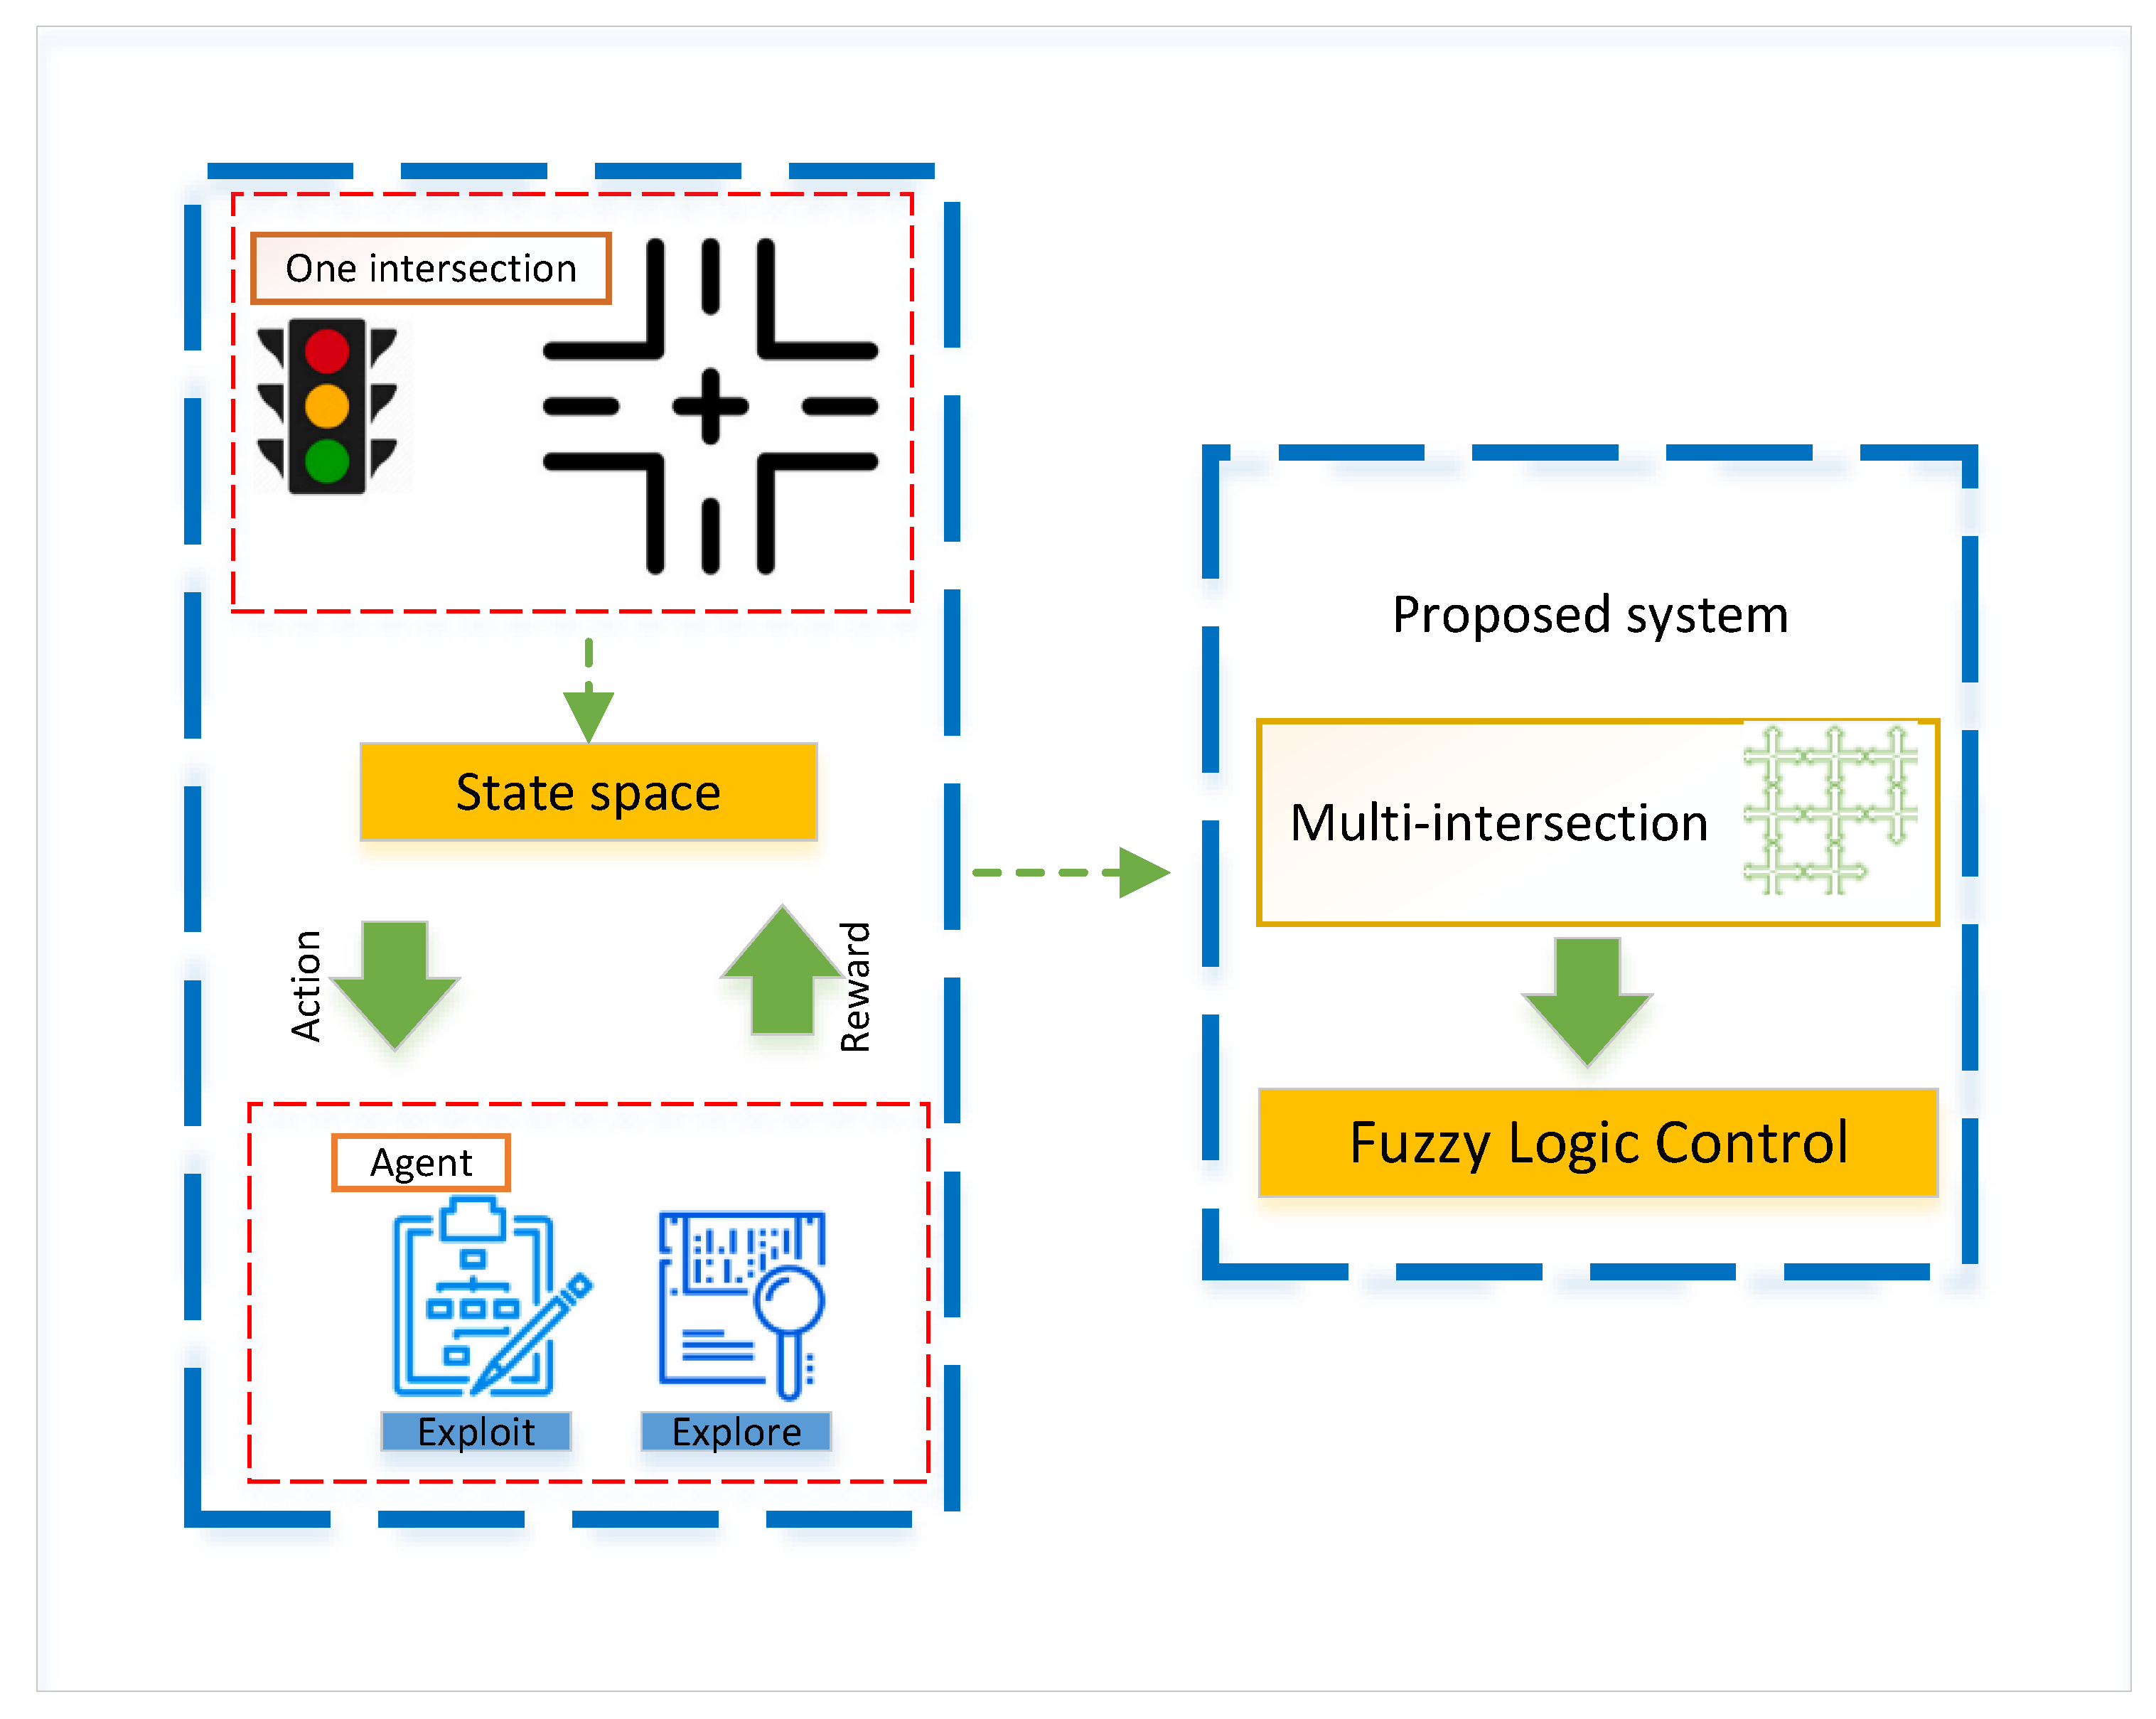 One intersection
State space
Action
Reward
Agent
Exploit
Explore
Proposed system
Multi-intersection
Fuzzy Logic Control